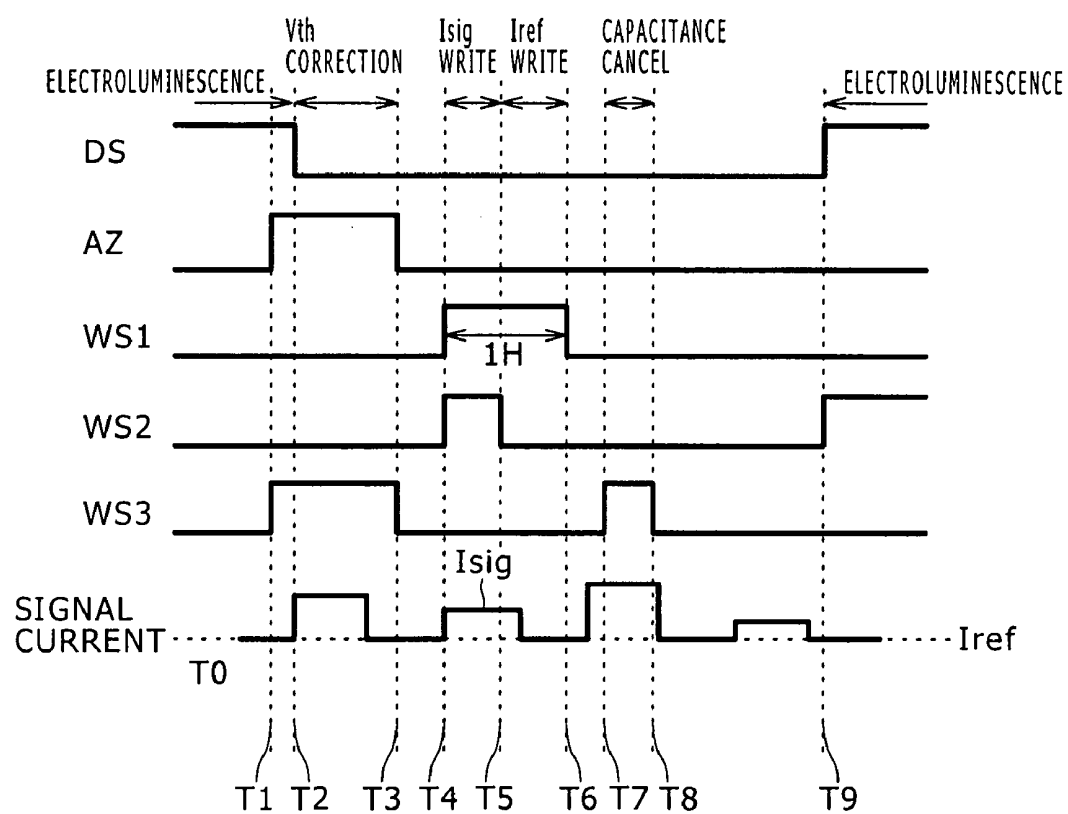 Vth
CORRECTION
Isig
WRITE
Iref
WRITE
CAPACITANCE
CANCEL
ELECTROLUMINESCENCE
ELECTROLUMINESCENCE
DS
AZ
WS1
1H
WS2
WS3
Isig
SIGNAL
CURRENT
Iref
T0
T1 T2 T3 T4 T5 T6 T7 T8 T9